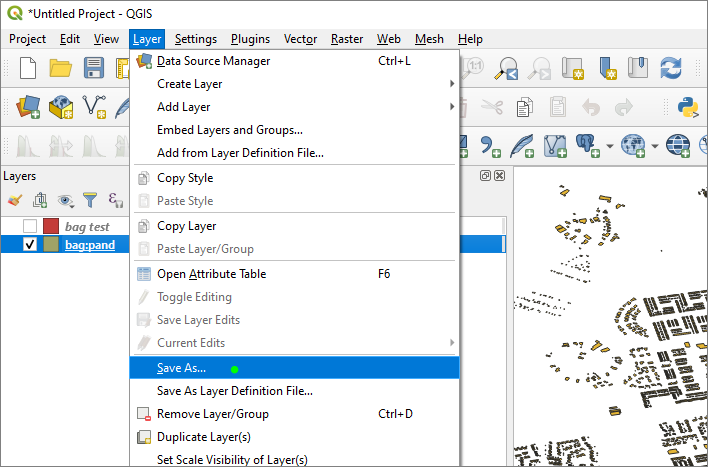 *Untitled Project - QGIS
Project Edit View Layer Settings Plugins Vector Raster Web Mesh Help
Data Source Manager Ctrl+L
Create Layer
Add Layer
Embed Layers and Groups...
Add from Layer Definition File...
Copy Style
Paste Style
Copy Layer
Paste Layer/Group
Open Attribute Table F6
Toggle Editing
Save Layer Edits
Current Edits
Save As...
Save As Layer Definition File...
Remove Layer/Group Ctrl+D
Duplicate Layer(s)
Set Scale Visibility of Layer(s)
1:1
Layers
bag test
bag:pand